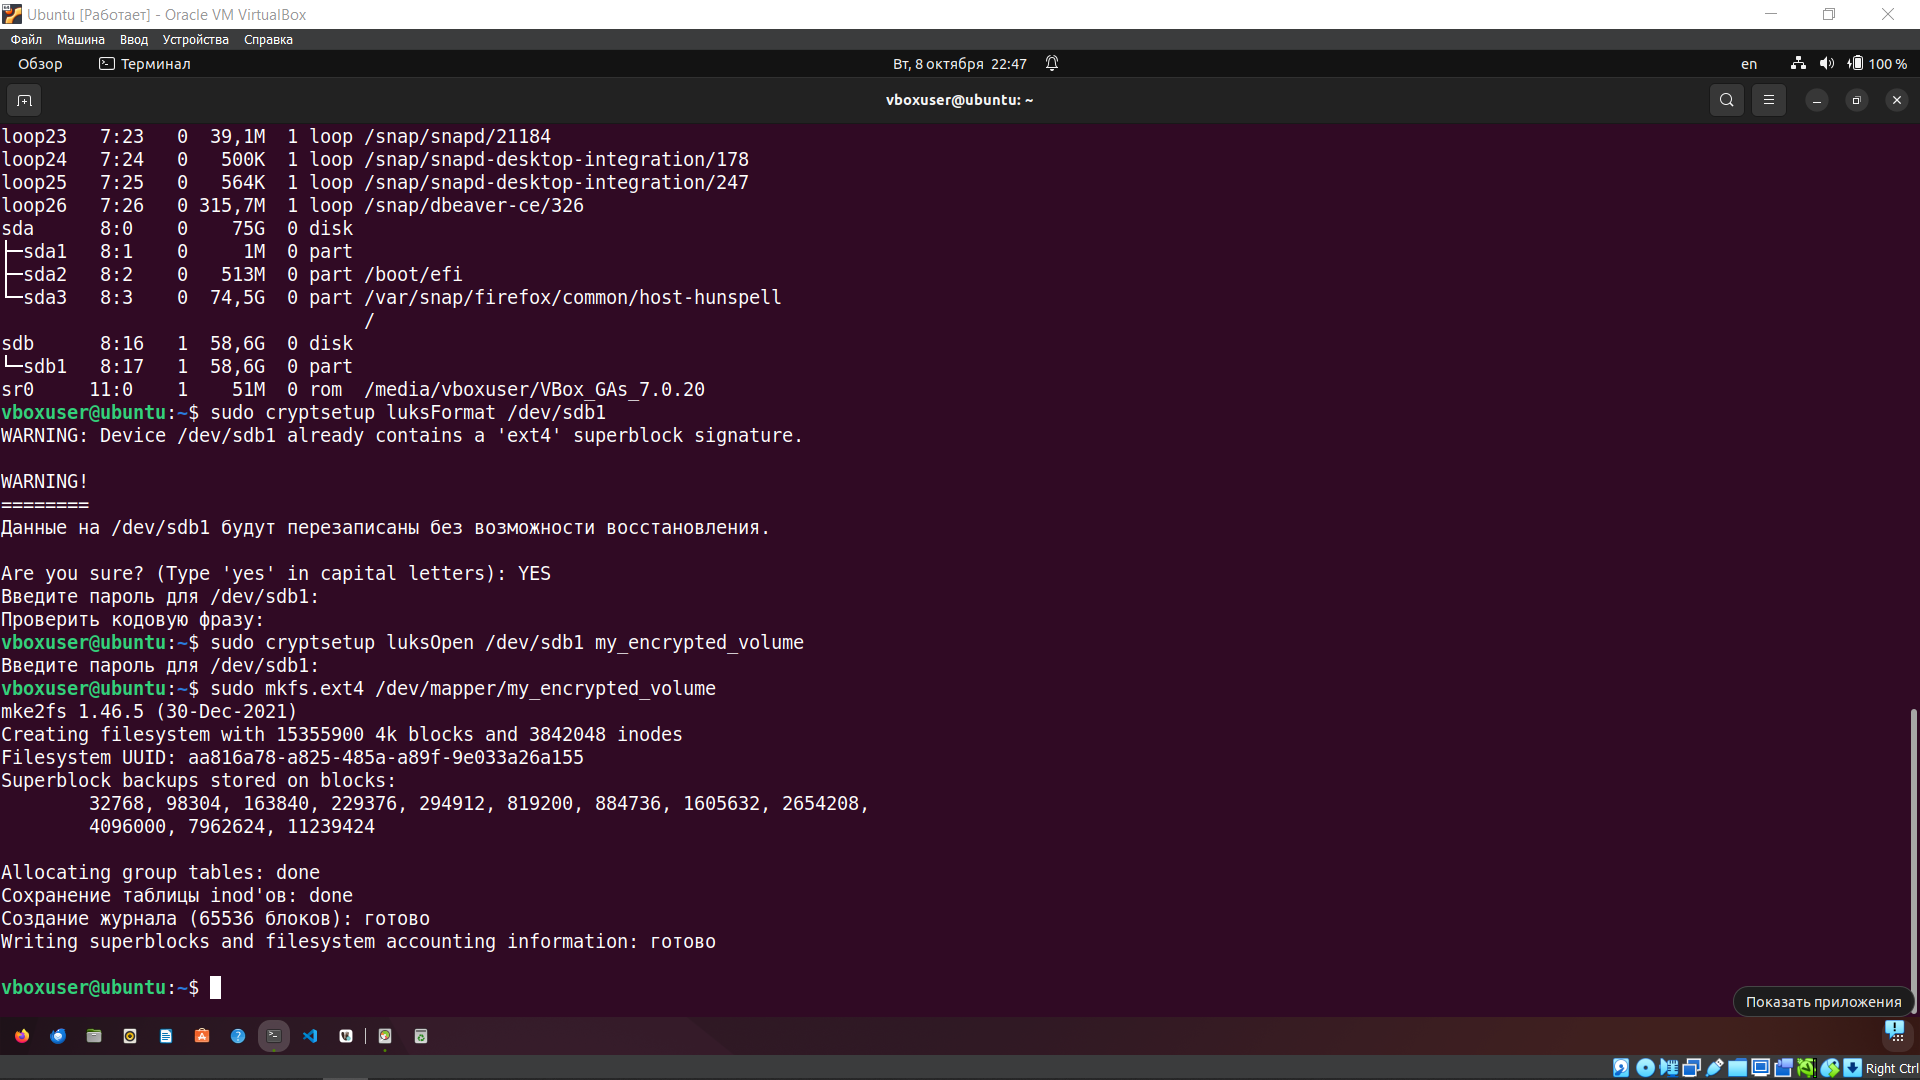 Ubuntu [Работает] - Oracle VM VirtualBox
Файл Машина Ввод Устройства Справка
Обзор Терминал Вт, 8 октября 22:47 en 100 %
vboxuser@ubuntu: ~
loop23 7:23 0 39,1M 1 loop /snap/snapd/21184
loop24 7:24 0 500K 1 loop /snap/snapd-desktop-integration/178
loop25 7:25 0 564K 1 loop /snap/snapd-desktop-integration/247
loop26 7:26 0 315,7M 1 loop /snap/dbeaver-ce/326
sda 8:0 0 75G 0 disk
├─sda1 8:1 0 1M 0 part
├─sda2 8:2 0 513M 0 part /boot/efi
└─sda3 8:3 0 74,5G 0 part /var/snap/firefox/common/host-hunspell
/
sdb 8:16 1 58,6G 0 disk
└─sdb1 8:17 1 58,6G 0 part
sr0 11:0 1 51M 0 rom /media/vboxuser/VBox_GAs_7.0.20
vboxuser@ubuntu:~$ sudo cryptsetup luksFormat /dev/sdb1
WARNING: Device /dev/sdb1 already contains a 'ext4' superblock signature.
WARNING!
========
Данные на /dev/sdb1 будут перезаписаны без возможности восстановления.
Are you sure? (Type 'yes' in capital letters): YES
Введите пароль для /dev/sdb1:
Проверить кодовую фразу:
vboxuser@ubuntu:~$ sudo cryptsetup luksOpen /dev/sdb1 my_encrypted_volume
Введите пароль для /dev/sdb1:
vboxuser@ubuntu:~$ sudo mkfs.ext4 /dev/mapper/my_encrypted_volume
mke2fs 1.46.5 (30-Dec-2021)
Creating filesystem with 15355900 4k blocks and 3842048 inodes
Filesystem UUID: aa816a78-a825-485a-a89f-9e033a26a155
Superblock backups stored on blocks:
32768, 98304, 163840, 229376, 294912, 819200, 884736, 1605632, 2654208,
4096000, 7962624, 11239424
Allocating group tables: done
Сохранение таблицы inod'ов: done
Создание журнала (65536 блоков): готово
Writing superblocks and filesystem accounting information: готово
vboxuser@ubuntu:~$
Показать приложения
Right Ctrl